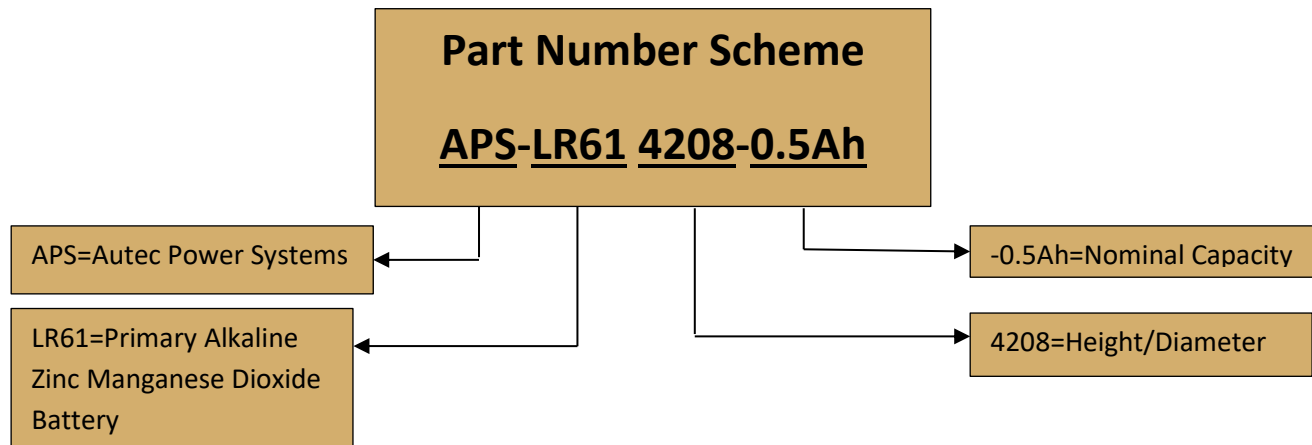 Part Number Scheme
APS-LR61 4208-0.5Ah
APS=Autec Power Systems
-0.5Ah=Nominal Capacity
LR61=Primary Alkaline
Zinc Manganese Dioxide
Battery
4208=Height/Diameter